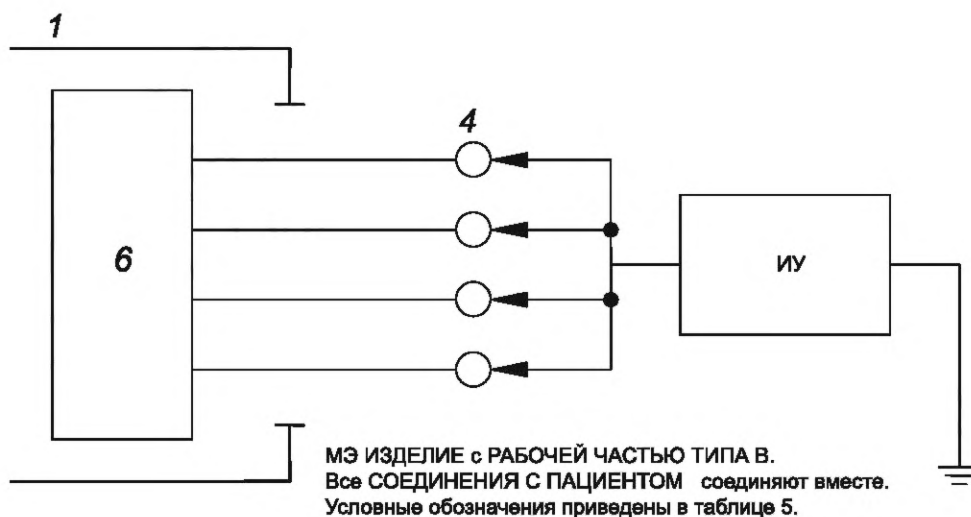 1
4
6
ИУ
МЭ ИЗДЕЛИЕ с РАБОЧЕЙ ЧАСТЬЮ ТИПА В.
Все СОЕДИНЕНИЯ С ПАЦИЕНТОМ соединяют вместе.
Условные обозначения приведены в таблице 5.